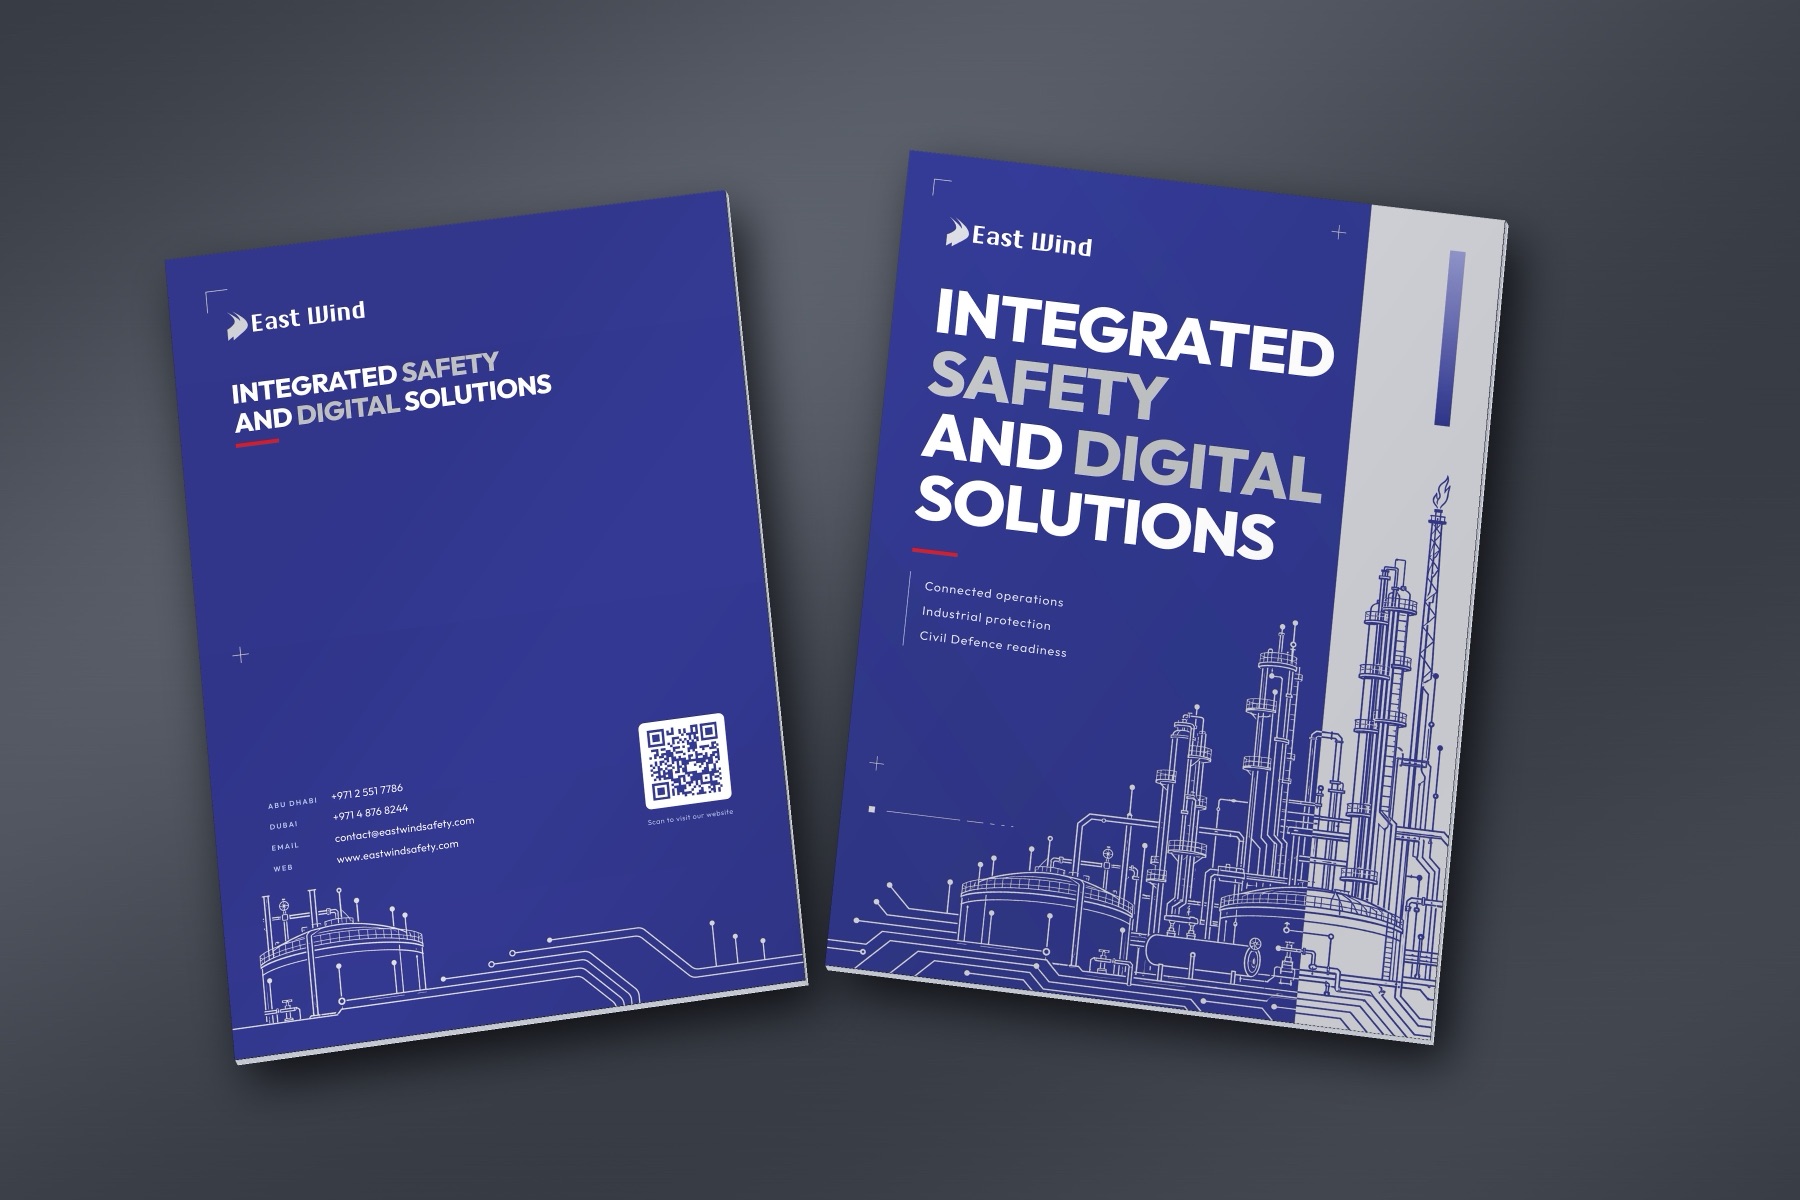 East Wind
INTEGRATED SAFETY
AND DIGITAL SOLUTIONS
ABU DHABI +971 2 551 7786
DUBAI +971 4 876 8244
EMAIL contact@eastwindsafety.com
WEB www.eastwindsafety.com
Scan to visit our website
East Wind
INTEGRATED
SAFETY
AND DIGITAL
SOLUTIONS
Connected operations
Industrial protection
Civil Defence readiness